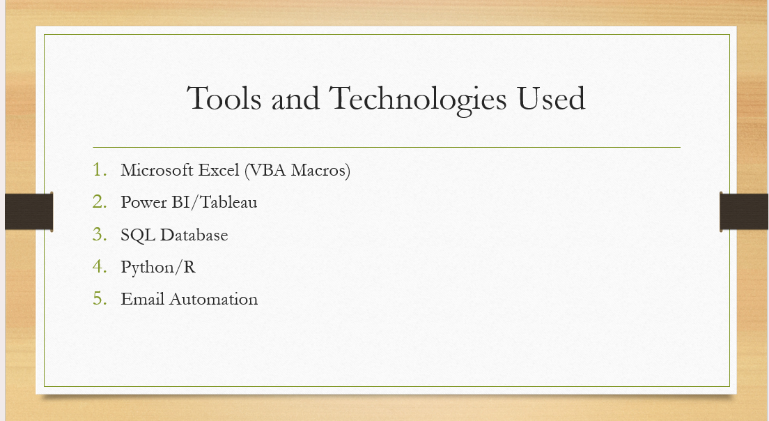 Tools and Technologies Used
1. Microsoft Excel (VBA Macros)
2. Power BI/Tableau
3. SQL Database
4. Python/R
5. Email Automation